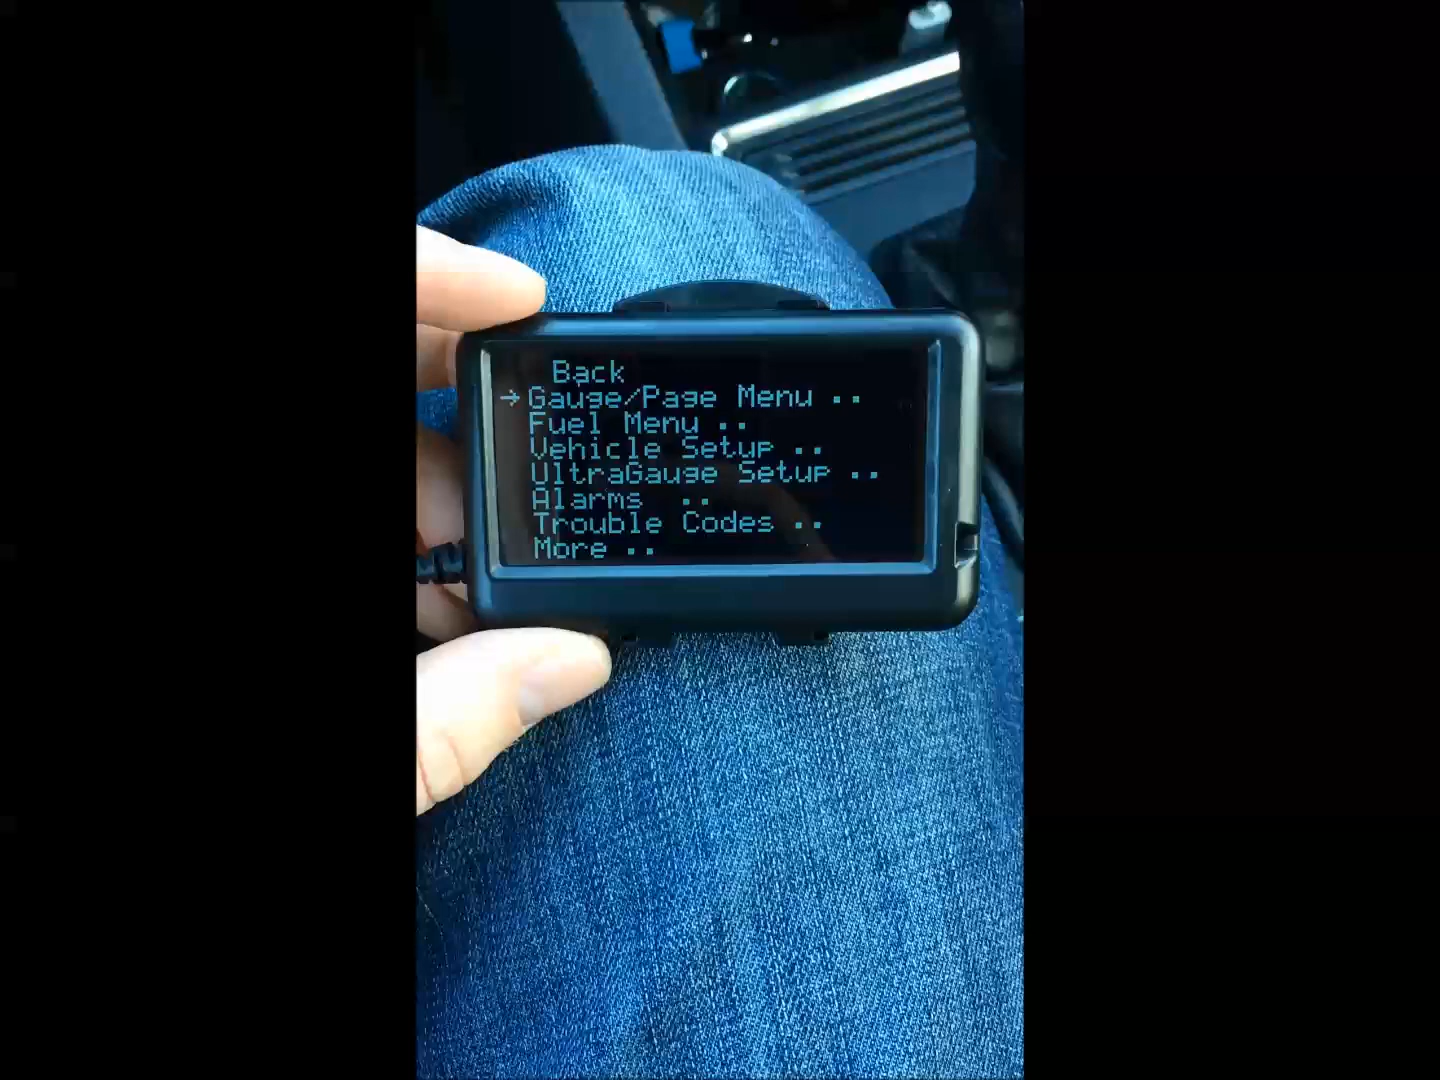 Back
→Gauge/Page Menu ..
Fuel Menu ..
Vehicle Setup ..
UltraGauge Setup ..
Alarms ..
Trouble Codes ..
More ..